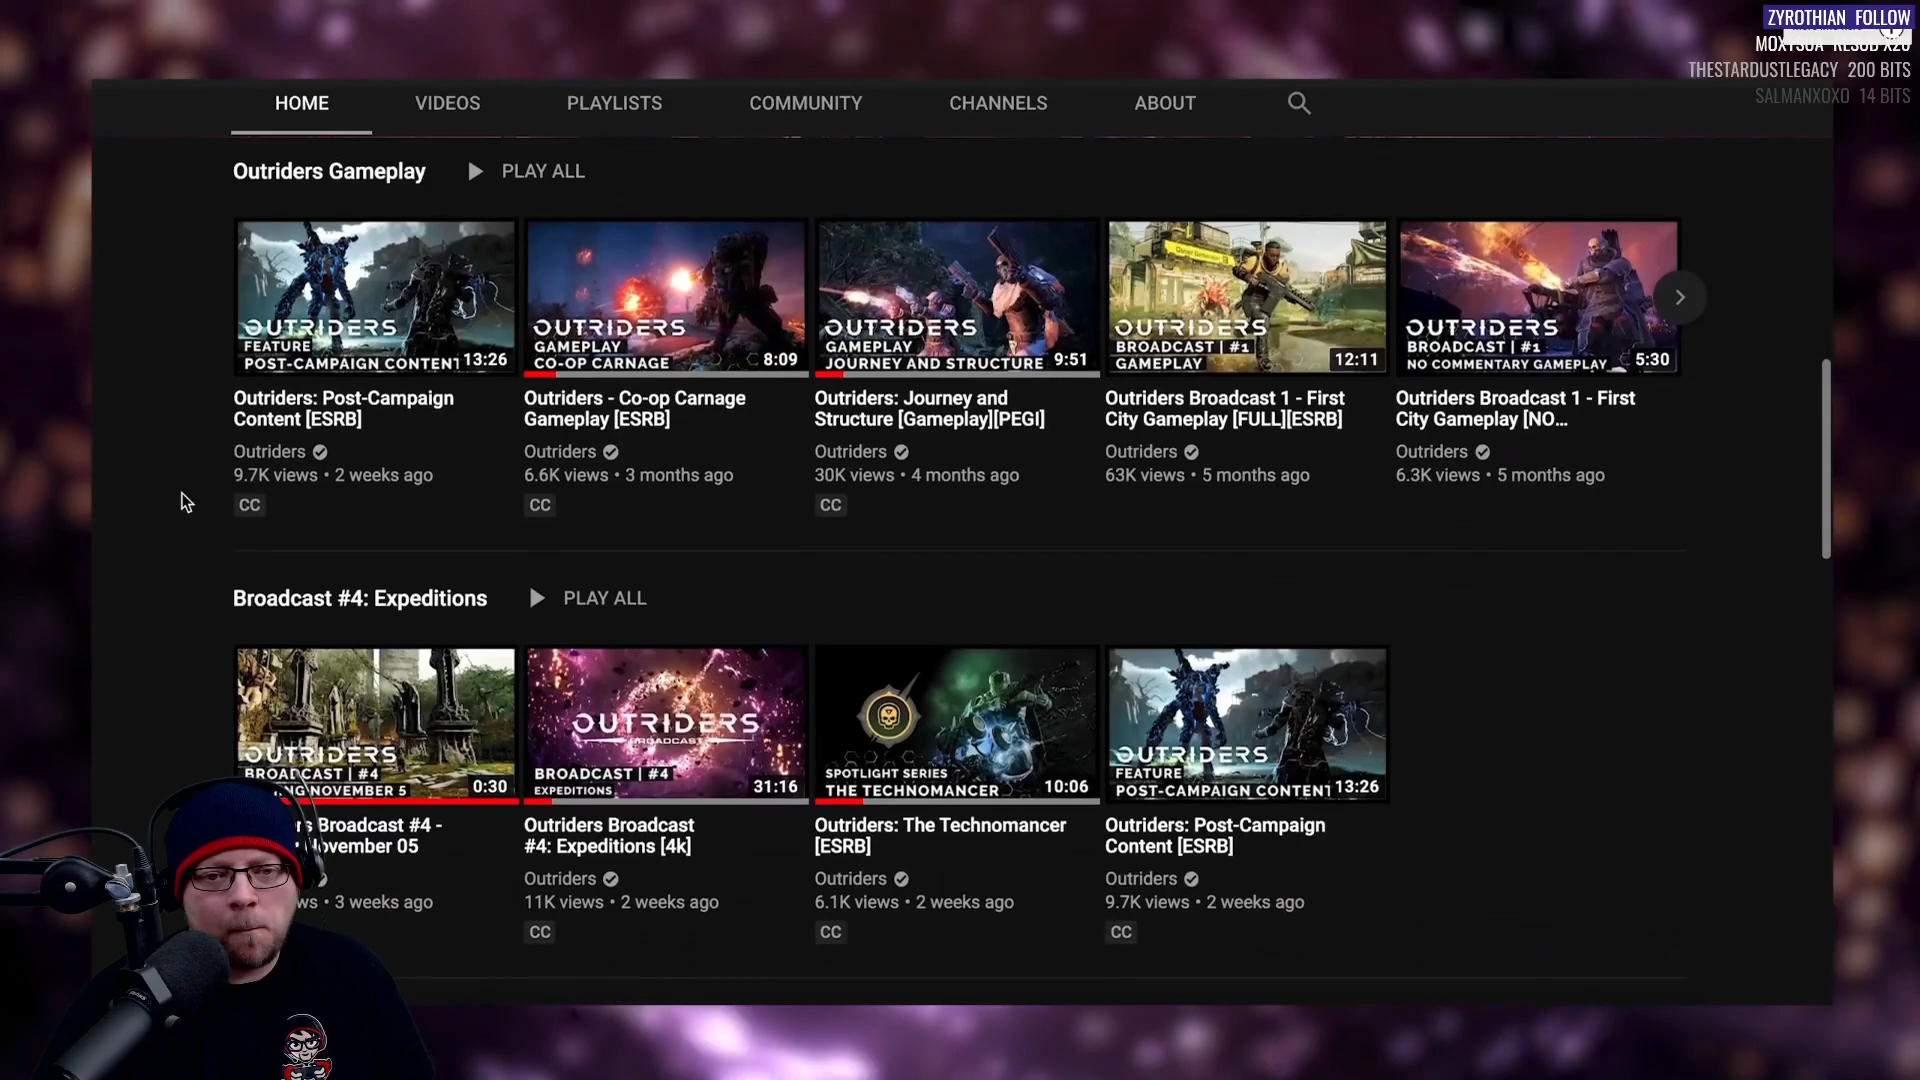 ZYROTHIAN FOLLOW
THESTARDUSTLEGACY 200 BITS
SALMANXOXO 14 BITS
HOME VIDEOS PLAYLISTS COMMUNITY CHANNELS ABOUT
Outriders Gameplay PLAY ALL
OUTRIDERS
FEATURE
POST-CAMPAIGN CONTENT 13:26
OUTRIDERS
GAMEPLAY
CO-OP CARNAGE 8:09
OUTRIDERS
GAMEPLAY
JOURNEY AND STRUCTURE 9:51
OUTRIDERS
BROADCAST | #1
GAMEPLAY 12:11
OUTRIDERS
BROADCAST | #1
NO COMMENTARY GAMEPLAY 5:30
Outriders: Post-Campaign
Content [ESRB]
Outriders
9.7K views • 2 weeks ago
CC
Outriders - Co-op Carnage
Gameplay [ESRB]
Outriders
6.6K views • 3 months ago
CC
Outriders: Journey and
Structure [Gameplay][PEGI]
Outriders
30K views • 4 months ago
CC
Outriders Broadcast 1 - First
City Gameplay [FULL][ESRB]
Outriders
63K views • 5 months ago
Outriders Broadcast 1 - First
City Gameplay [NO...
Outriders
6.3K views • 5 months ago
Broadcast #4: Expeditions PLAY ALL
OUTRIDERS
BROADCAST | #4
NOVEMBER 5 0:30
OUTRIDERS
BROADCAST
BROADCAST | #4
EXPEDITIONS 31:16
SPOTLIGHT SERIES
THE TECHNOMANCER 10:06
OUTRIDERS
FEATURE
POST-CAMPAIGN CONTENT 13:26
Broadcast #4 -
05
• 3 weeks ago
Outriders Broadcast
#4: Expeditions [4k]
Outriders
11K views • 2 weeks ago
CC
Outriders: The Technomancer
[ESRB]
Outriders
6.1K views • 2 weeks ago
CC
Outriders: Post-Campaign
Content [ESRB]
Outriders
9.7K views • 2 weeks ago
CC